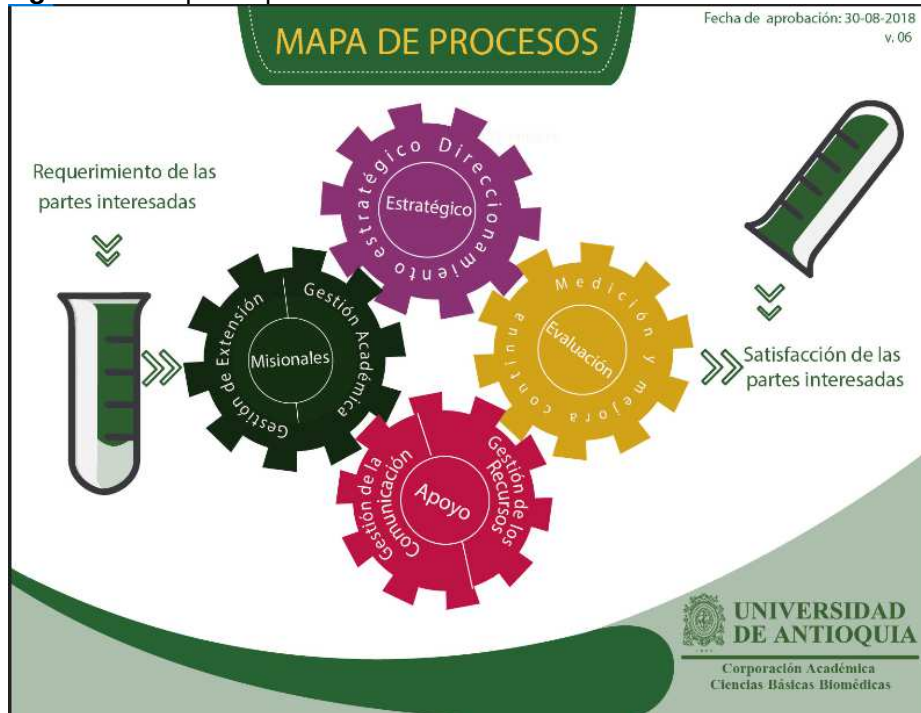 MAPA DE PROCESOS
Fecha de aprobación: 30-08-2018
v. 06
Requerimiento de las
partes interesadas
Direccionamiento estratégico
Estratégico
Gestión de Extensión
Gestión Académica
Misionales
Medición y mejora continua
Evaluación
Satisfacción de las
partes interesadas
Gestión de la
Comunicación
Apoyo
Gestión de los
Recursos
UNIVERSIDAD
DE ANTIOQUIA
Corporación Académica
Ciencias Básicas Biomédicas